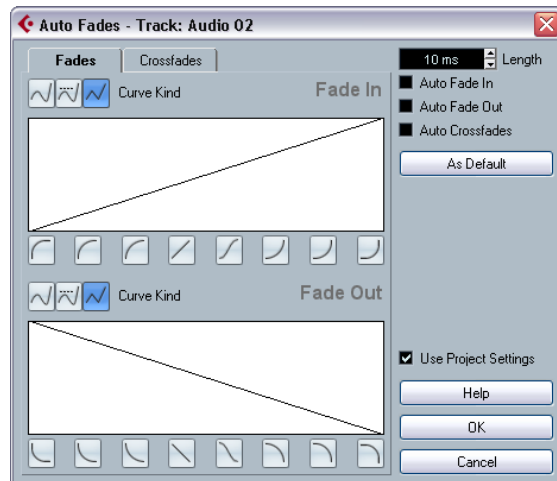 Auto Fades - Track: Audio 02
Fades
Crossfades
Curve Kind
Fade In
Curve Kind
Fade Out
10 ms
Length
Auto Fade In
Auto Fade Out
Auto Crossfades
As Default
Use Project Settings
Help
OK
Cancel